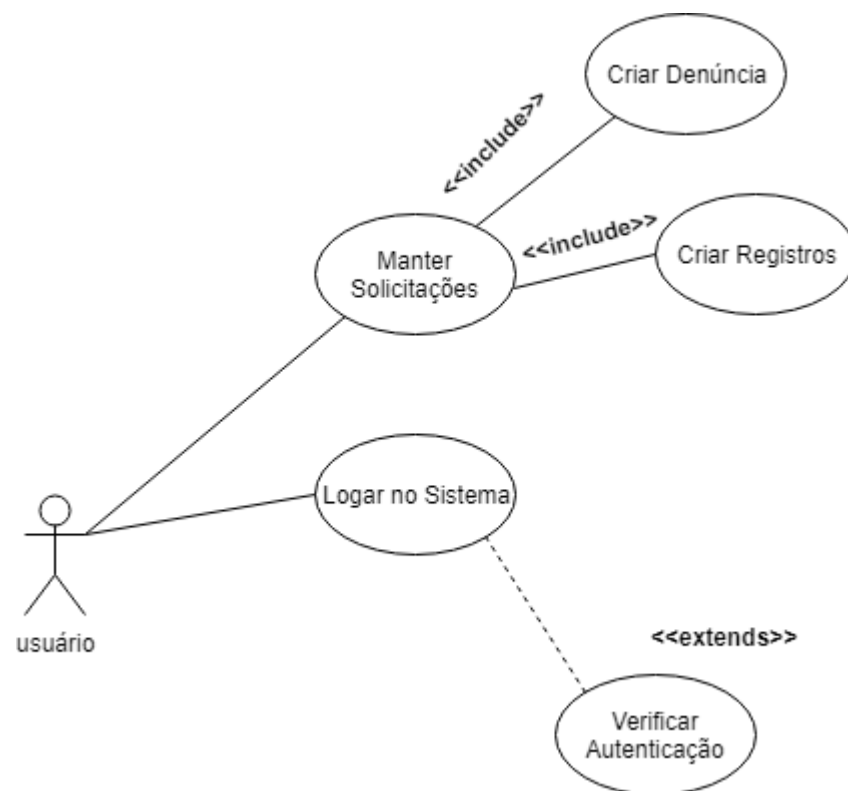 Criar Denúncia
<<include>>
<<include>>
Criar Registros
Manter
Solicitações
Logar no Sistema
usuário
<<extends>>
Verificar
Autenticação